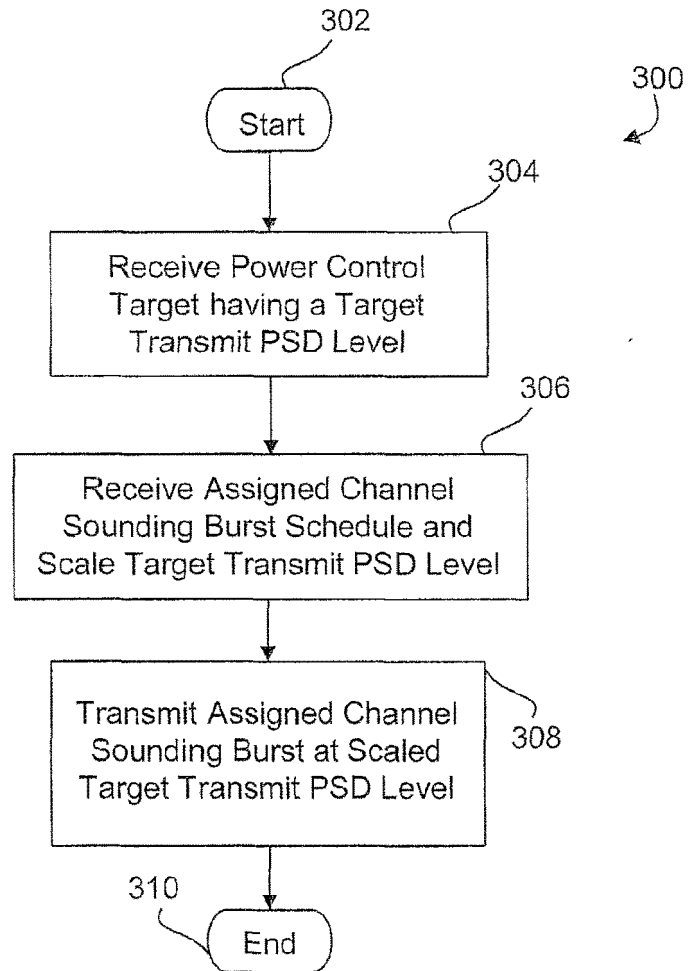 302
300
Start
304
Receive Power Control
Target having a Target
Transmit PSD Level
306
Receive Assigned Channel
Sounding Burst Schedule and
Scale Target Transmit PSD Level
Transmit Assigned Channel
Sounding Burst at Scaled
Target Transmit PSD Level
308
310
End